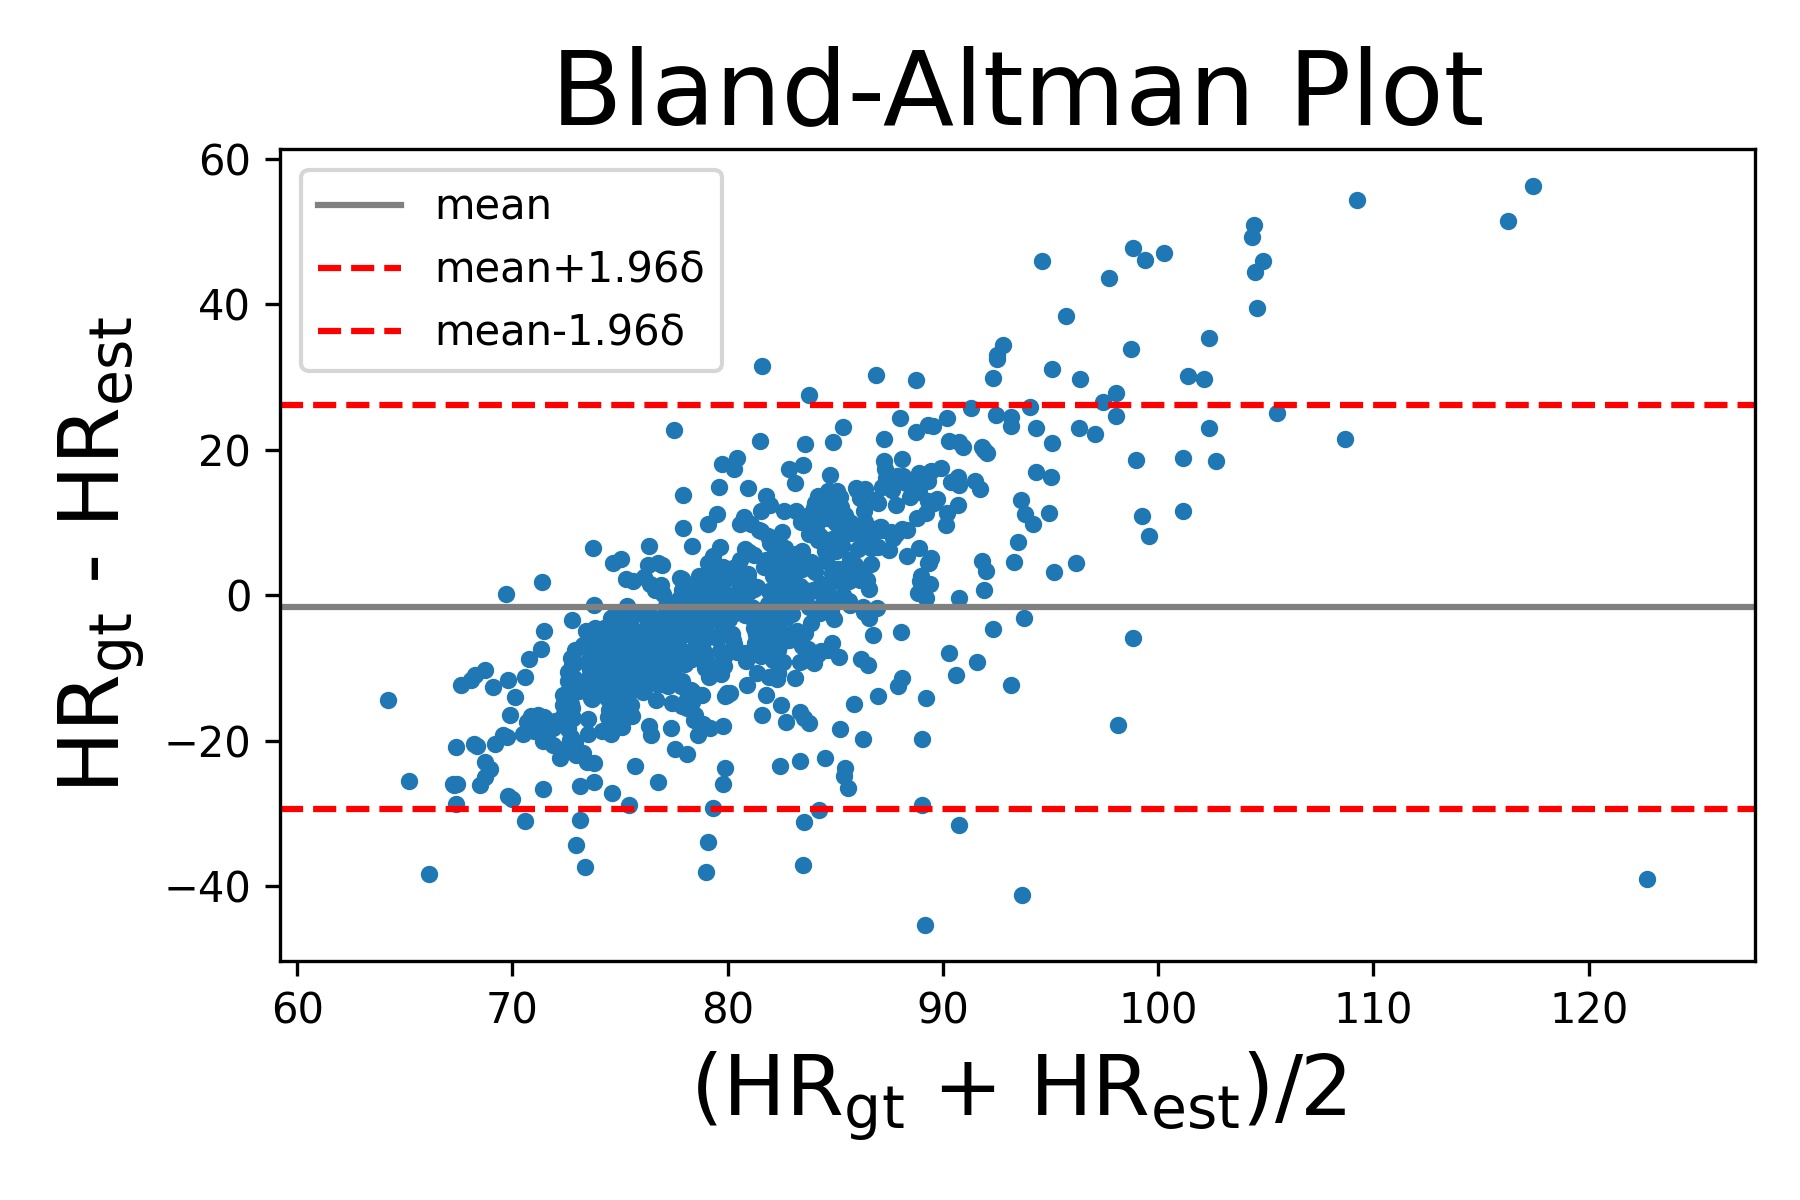 Bland-Altman Plot
60
40
20
0
−20
−40
HRgt - HRest
mean
mean+1.96δ
mean-1.96δ
60 70 80 90 100 110 120
(HRgt + HRest)/2